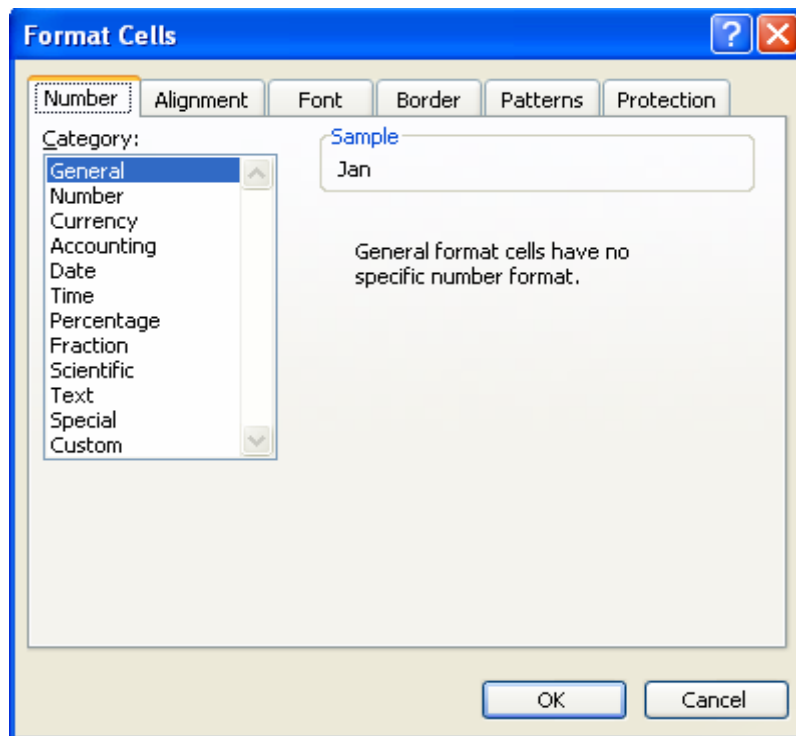 Format Cells
Number Alignment Font Border Patterns Protection
Category:
General
Number
Currency
Accounting
Date
Time
Percentage
Fraction
Scientific
Text
Special
Custom
Sample
Jan
General format cells have no
specific number format.
OK Cancel